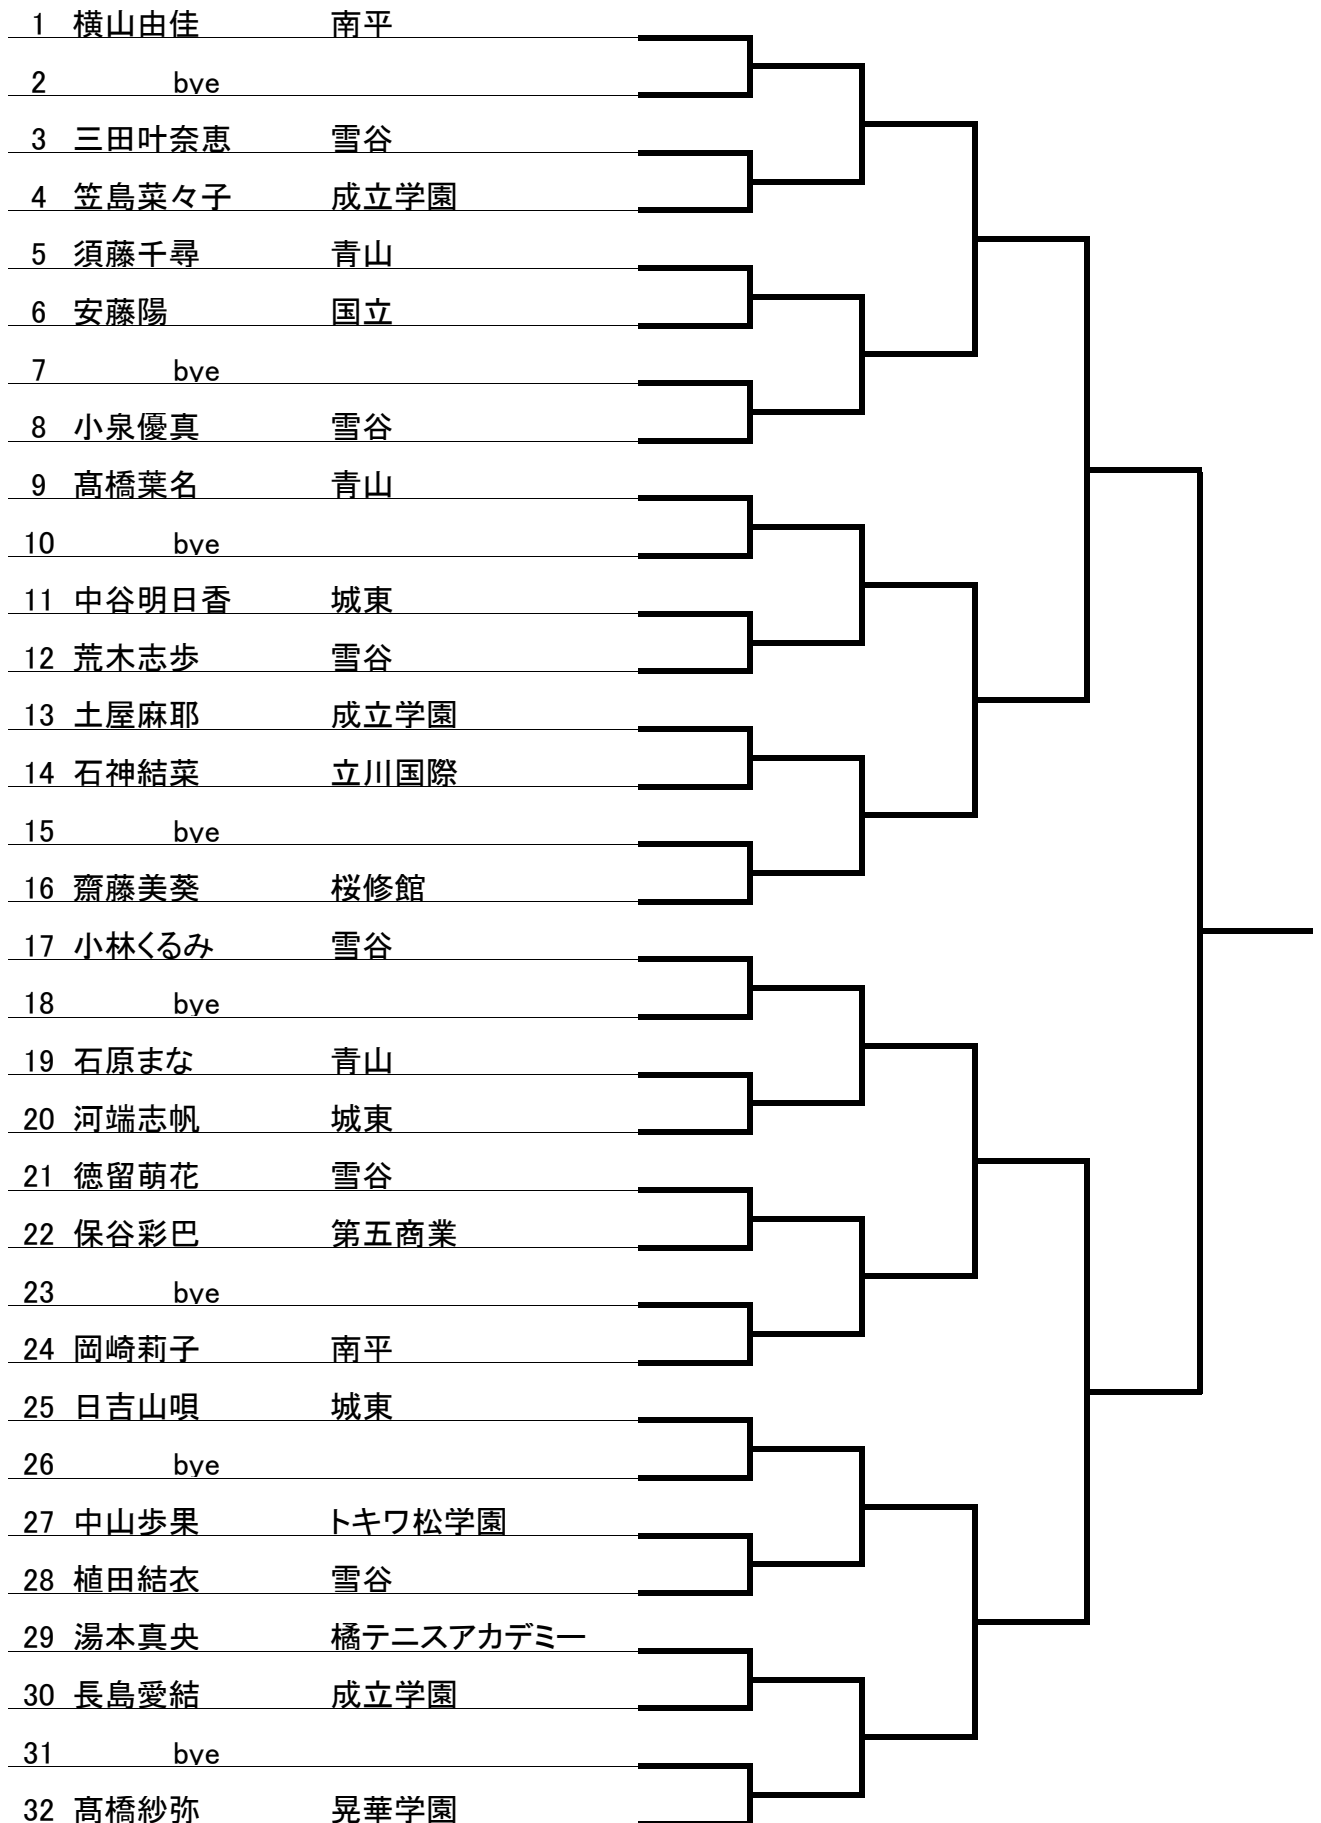 1 横山由佳 南平
2 bye
3 三田叶奈恵 雪谷
4 笠島菜々子 成立学園
5 須藤千尋 青山
6 安藤陽 国立
7 bye
8 小泉優真 雪谷
9 髙橋葉名 青山
10 bye
11 中谷明日香 城東
12 荒木志歩 雪谷
13 土屋麻耶 成立学園
14 石神結菜 立川国際
15 bye
16 齋藤美葵 桜修館
17 小林くるみ 雪谷
18 bye
19 石原まな 青山
20 河端志帆 城東
21 徳留萌花 雪谷
22 保谷彩巴 第五商業
23 bye
24 岡崎莉子 南平
25 日吉山唄 城東
26 bye
27 中山歩果 トキワ松学園
28 植田結衣 雪谷
29 湯本真央 橘テニスアカデミー
30 長島愛結 成立学園
31 bye
32 髙橋紗弥 晃華学園